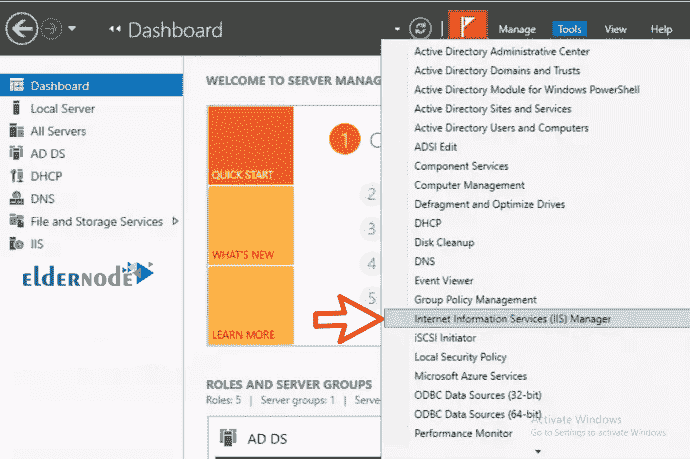 Dashboard
Manage
Tools
View
Help
Dashboard
Local Server
All Servers
AD DS
DHCP
DNS
File and Storage Services
IIS
ELDERNODE
WELCOME TO SERVER MANA
QUICK START
WHAT'S NEW
LEARN MORE
1
2
3
4
5
ROLES AND SERVER GROUPS
Roles: 5 | Server groups: 1 | Serve
AD DS
Active Directory Administrative Center
Active Directory Domains and Trusts
Active Directory Module for Windows PowerShell
Active Directory Sites and Services
Active Directory Users and Computers
ADSI Edit
Component Services
Computer Management
Defragment and Optimize Drives
DHCP
Disk Cleanup
DNS
Event Viewer
Group Policy Management
Internet Information Services (IIS) Manager
iSCSI Initiator
Local Security Policy
Microsoft Azure Services
ODBC Data Sources (32-bit)
ODBC Data Sources (64-bit)
Performance Monitor
Activate Windows
Go to Settings to activate Windows.